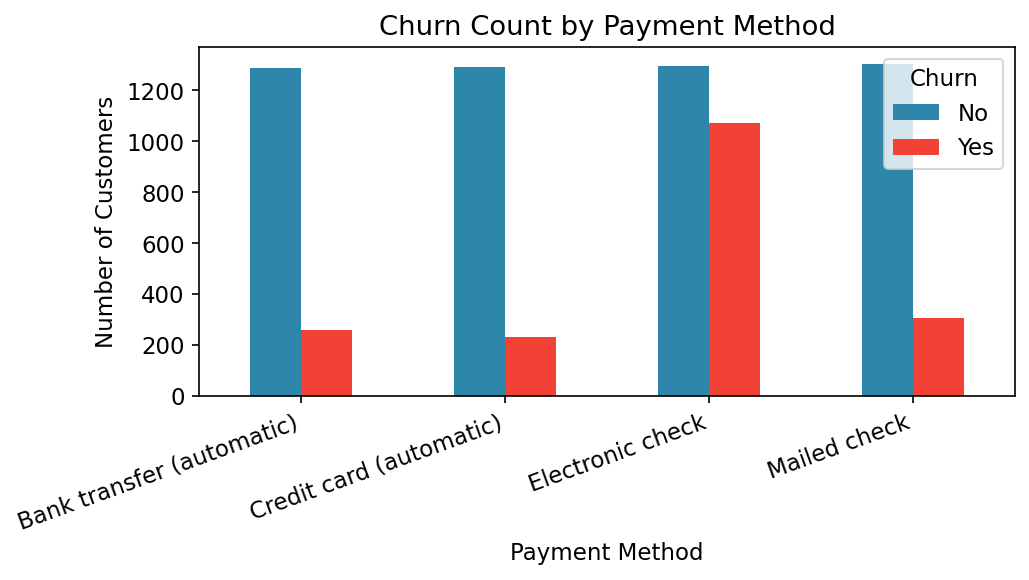 Churn Count by Payment Method
Number of Customers
1200
1000
800
600
400
200
0
Churn
No
Yes
Bank transfer (automatic)
Credit card (automatic)
Electronic check
Mailed check
Payment Method